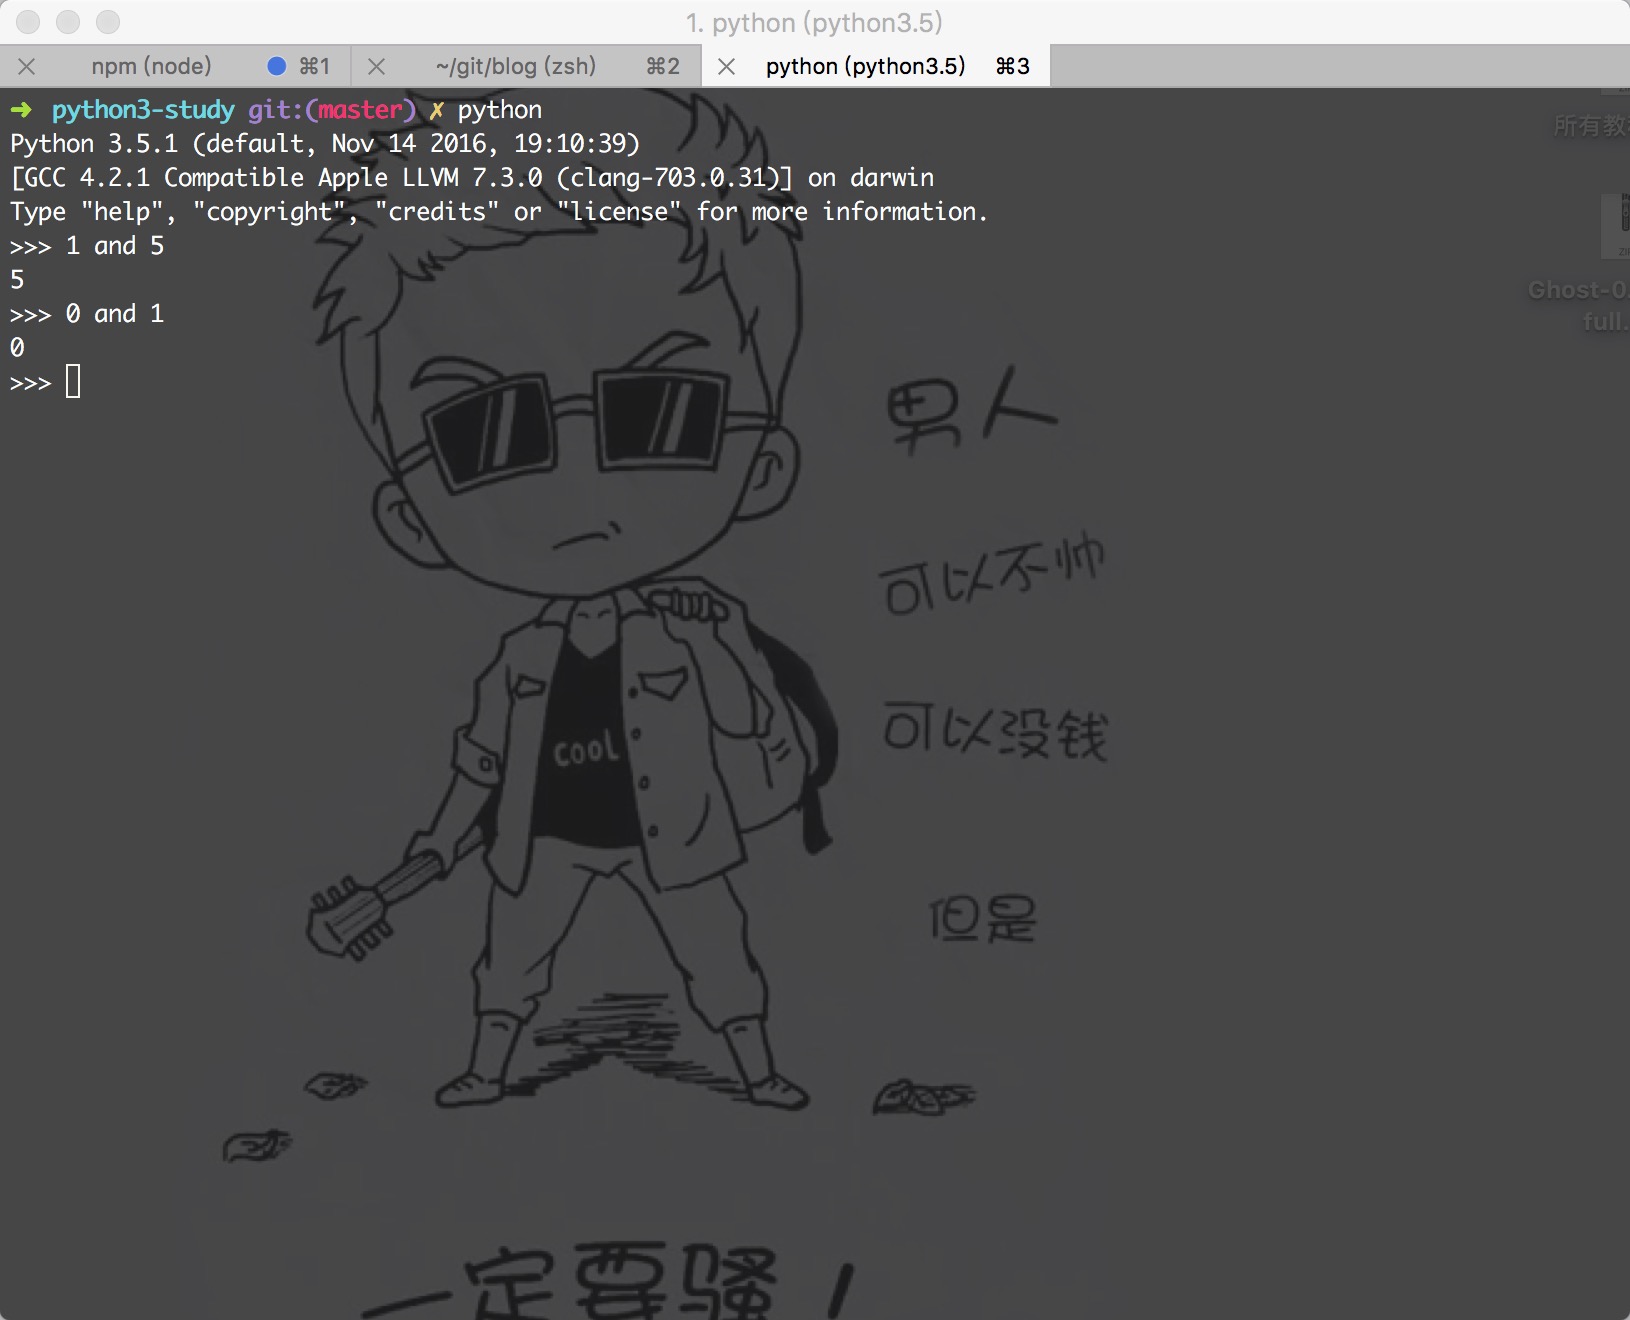 1. python (python3.5)
npm (node) ⌘1 ~/git/blog (zsh) ⌘2 python (python3.5) ⌘3
➜ python3-study git:(master) ✗ python
Python 3.5.1 (default, Nov 14 2016, 19:10:39)
[GCC 4.2.1 Compatible Apple LLVM 7.3.0 (clang-703.0.31)] on darwin
Type "help", "copyright", "credits" or "license" for more information.
>>> 1 and 5
5
>>> 0 and 1
0
>>>
所有教
Ghost-0.
full.
男人
可以不帅
可以没钱
cool
但是
一定要骚！